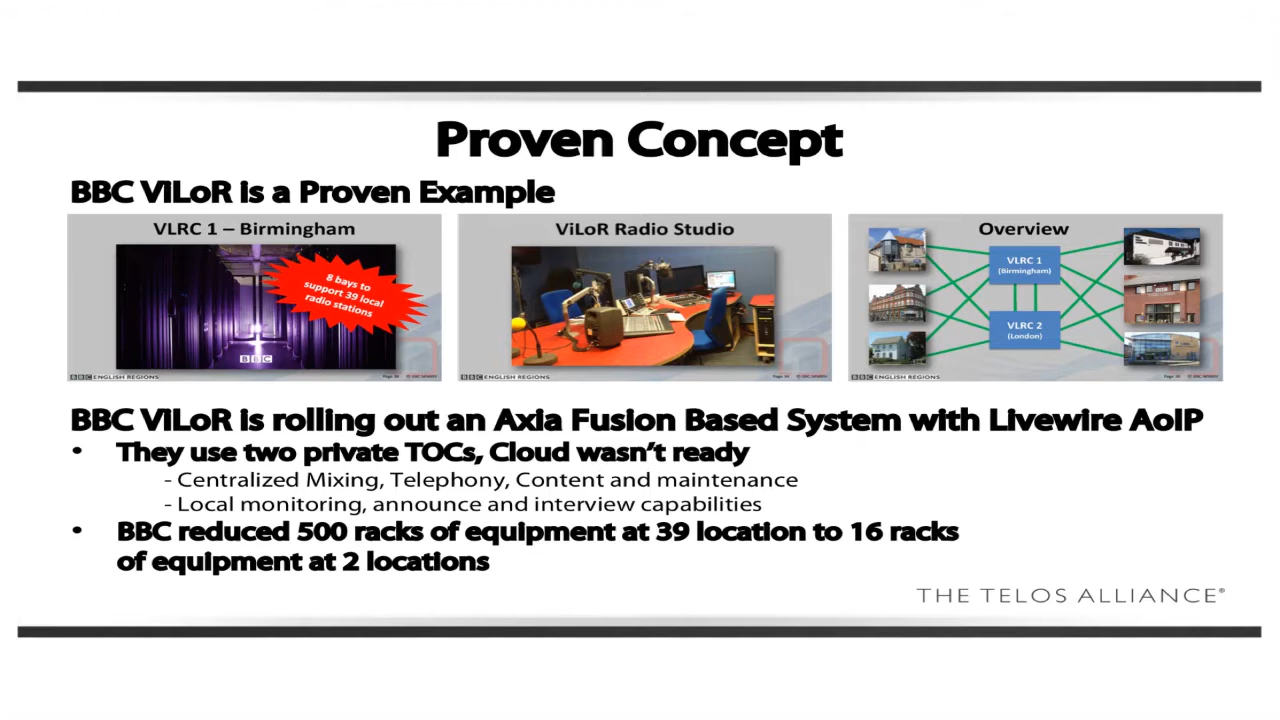 Proven Concept
BBC ViLoR is a Proven Example
VLRC 1 – Birmingham
8 bays to
support 39 local
radio stations
BBC
BBC ENGLISH REGIONS
ViLoR Radio Studio
BBC ENGLISH REGIONS
Overview
VLRC 1
(Birmingham)
VLRC 2
(London)
BBC ENGLISH REGIONS
BBC ViLoR is rolling out an Axia Fusion Based System with Livewire AoIP
• They use two private TOCs, Cloud wasn't ready
- Centralized Mixing, Telephony, Content and maintenance
- Local monitoring, announce and interview capabilities
• BBC reduced 500 racks of equipment at 39 location to 16 racks
of equipment at 2 locations
THE TELOS ALLIANCE®